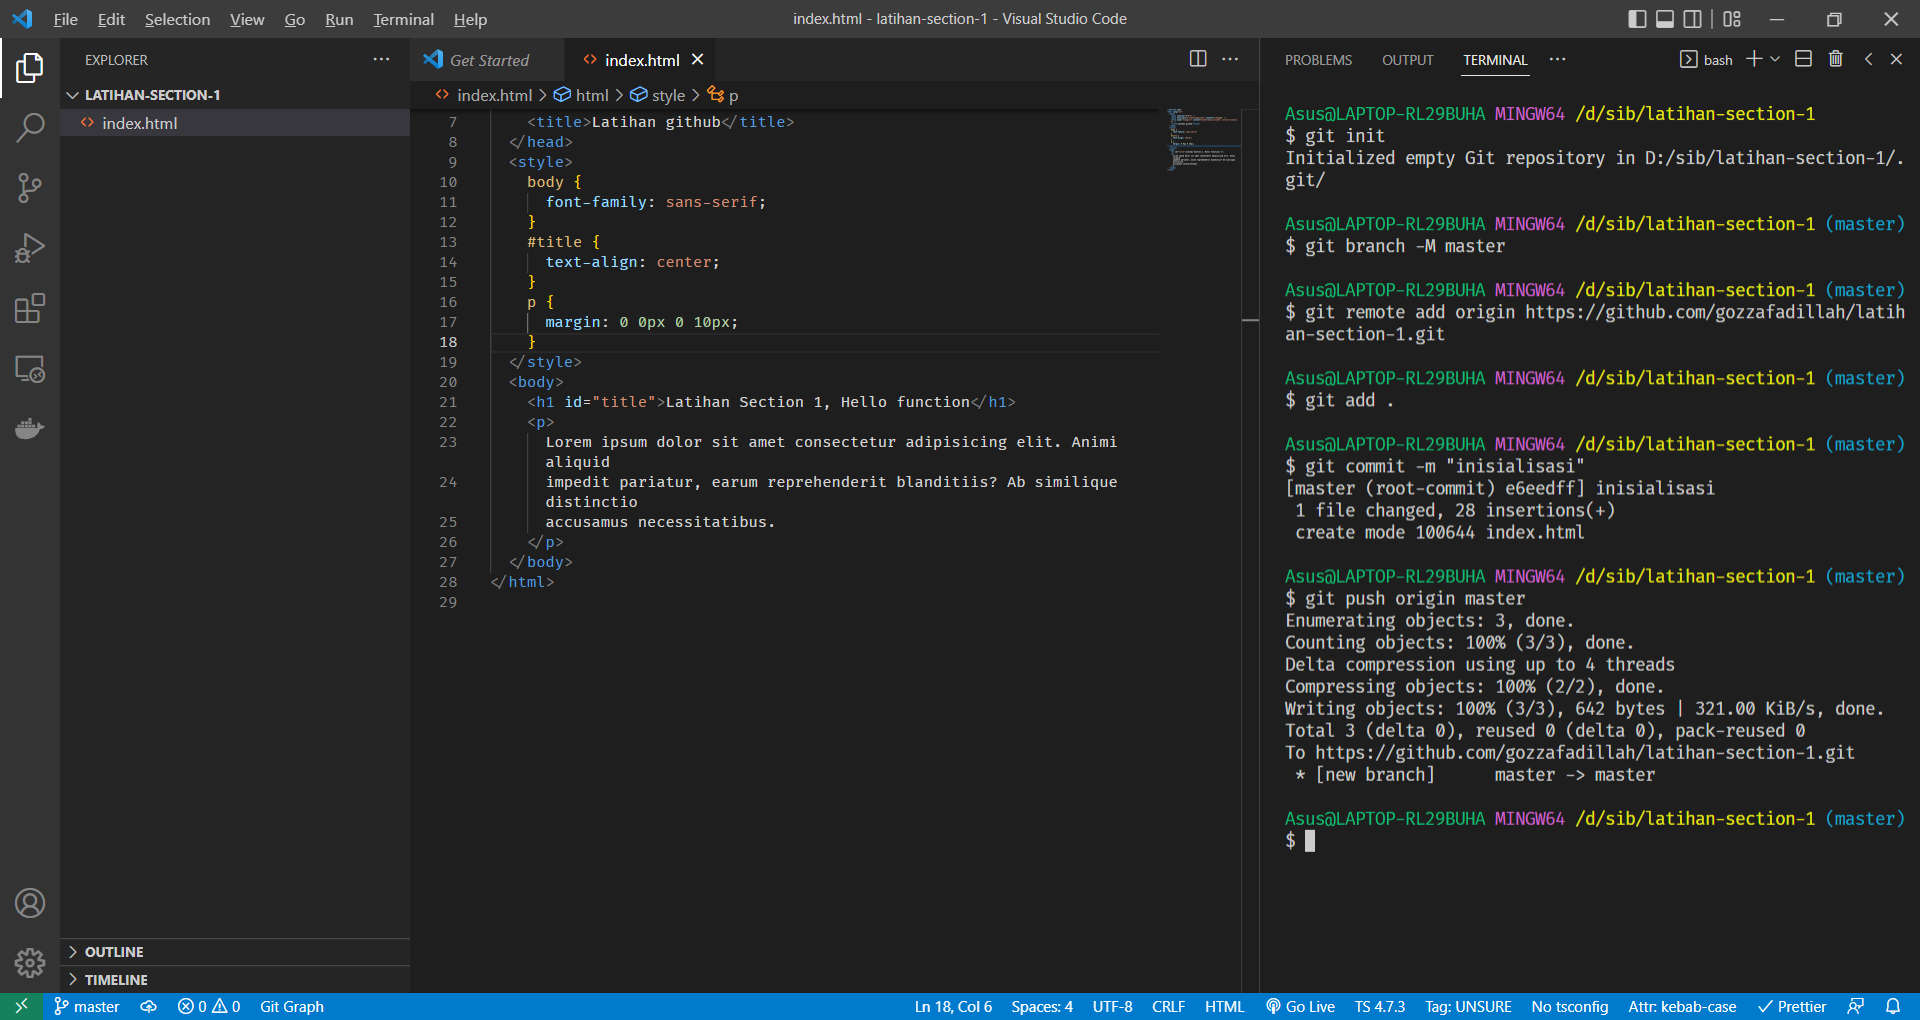 File Edit Selection View Go Run Terminal Help
index.html - latihan-section-1 - Visual Studio Code
EXPLORER
LATIHAN-SECTION-1
index.html
OUTLINE
TIMELINE
Get Started
index.html
index.html > html > style > p
7 <title>Latihan github</title>
8 </head>
9 <style>
10 body {
11 font-family: sans-serif;
12 }
13 #title {
14 text-align: center;
15 }
16 p {
17 margin: 0 0px 0 10px;
18 }
19 </style>
20 <body>
21 <h1 id="title">Latihan Section 1, Hello function</h1>
22 <p>
23 Lorem ipsum dolor sit amet consectetur adipisicing elit. Animi
aliquid
24 impedit pariatur, earum reprehenderit blanditiis? Ab similique
distinctio
25 accusamus necessitatibus.
26 </p>
27 </body>
28 </html>
29
PROBLEMS OUTPUT TERMINAL ... bash
Asus@LAPTOP-RL29BUHA MINGW64 /d/sib/latihan-section-1
$ git init
Initialized empty Git repository in D:/sib/latihan-section-1/.
git/
Asus@LAPTOP-RL29BUHA MINGW64 /d/sib/latihan-section-1 (master)
$ git branch -M master
Asus@LAPTOP-RL29BUHA MINGW64 /d/sib/latihan-section-1 (master)
$ git remote add origin https://github.com/gozzafadillah/latih
an-section-1.git
Asus@LAPTOP-RL29BUHA MINGW64 /d/sib/latihan-section-1 (master)
$ git add .
Asus@LAPTOP-RL29BUHA MINGW64 /d/sib/latihan-section-1 (master)
$ git commit -m "inisialisasi"
[master (root-commit) e6eedff] inisialisasi
1 file changed, 28 insertions(+)
create mode 100644 index.html
Asus@LAPTOP-RL29BUHA MINGW64 /d/sib/latihan-section-1 (master)
$ git push origin master
Enumerating objects: 3, done.
Counting objects: 100% (3/3), done.
Delta compression using up to 4 threads
Compressing objects: 100% (2/2), done.
Writing objects: 100% (3/3), 642 bytes | 321.00 KiB/s, done.
Total 3 (delta 0), reused 0 (delta 0), pack-reused 0
To https://github.com/gozzafadillah/latihan-section-1.git
* [new branch] master -> master
Asus@LAPTOP-RL29BUHA MINGW64 /d/sib/latihan-section-1 (master)
$
master 0 0 Git Graph Ln 18, Col 6 Spaces: 4 UTF-8 CRLF HTML Go Live TS 4.7.3 Tag: UNSURE No tsconfig Attr: kebab-case Prettier